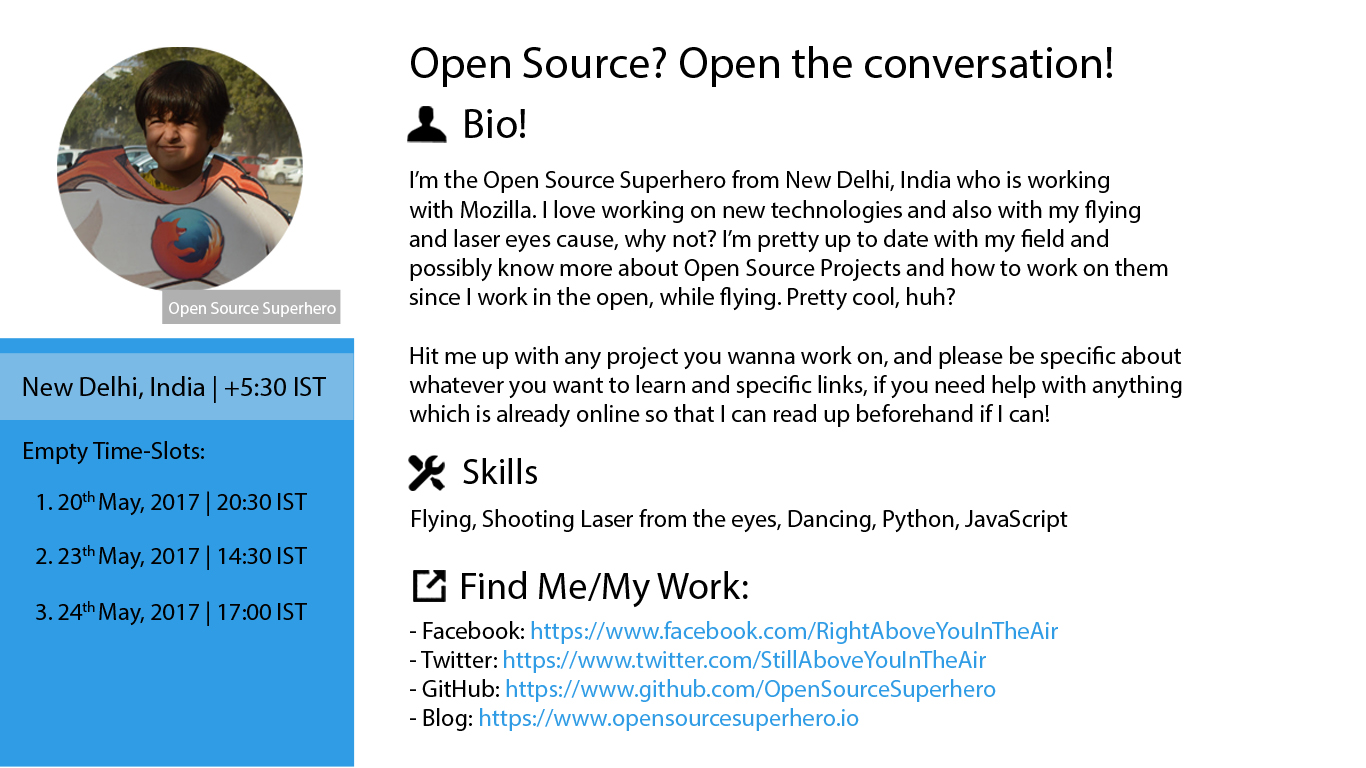 Open Source? Open the conversation!
Bio!
I'm the Open Source Superhero from New Delhi, India who is working
with Mozilla. I love working on new technologies and also with my flying
and laser eyes cause, why not? I'm pretty up to date with my field and
possibly know more about Open Source Projects and how to work on them
since I work in the open, while flying. Pretty cool, huh?
Hit me up with any project you wanna work on, and please be specific about
whatever you want to learn and specific links, if you need help with anything
which is already online so that I can read up beforehand if I can!
Skills
Flying, Shooting Laser from the eyes, Dancing, Python, JavaScript
Find Me/My Work:
- Facebook: https://www.facebook.com/RightAboveYouInTheAir
- Twitter: https://www.twitter.com/StillAboveYouInTheAir
- GitHub: https://www.github.com/OpenSourceSuperhero
- Blog: https://www.opensourcesuperhero.io
Open Source Superhero
New Delhi, India | +5:30 IST
Empty Time-Slots:
1. 20th May, 2017 | 20:30 IST
2. 23th May, 2017 | 14:30 IST
3. 24th May, 2017 | 17:00 IST